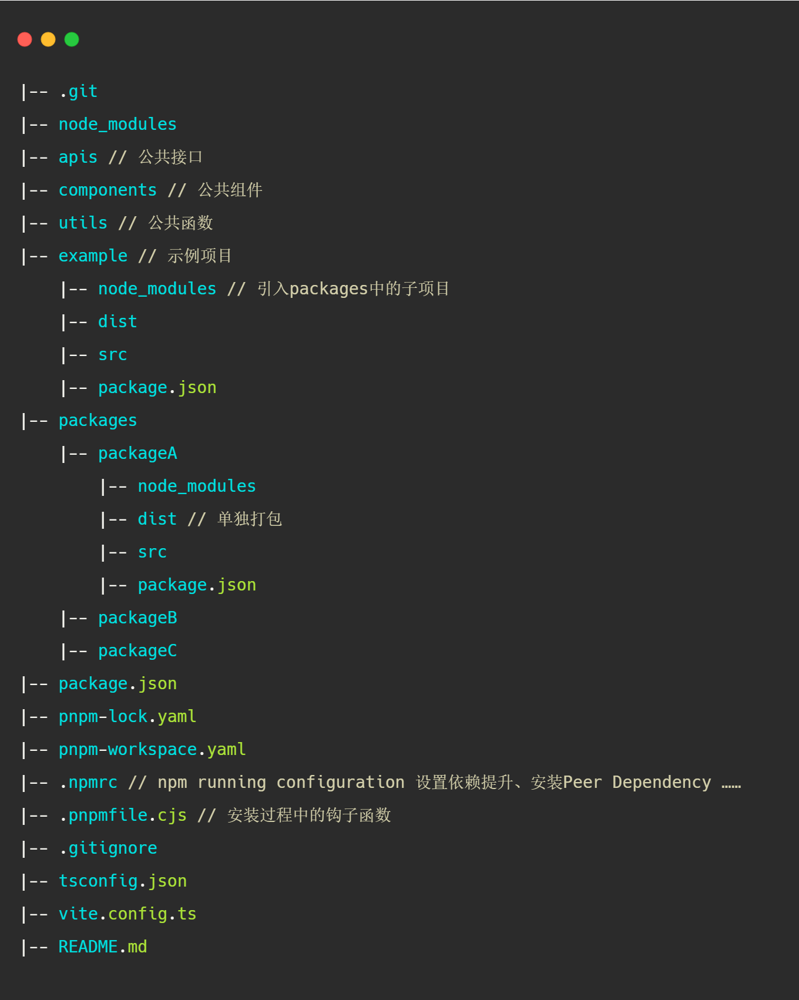 |-- .git
|-- node_modules
|-- apis // 公共接口
|-- components // 公共组件
|-- utils // 公共函数
|-- example // 示例项目
    |-- node_modules // 引入packages中的子项目
    |-- dist
    |-- src
    |-- package.json
|-- packages
    |-- packageA
        |-- node_modules
        |-- dist // 单独打包
        |-- src
        |-- package.json
    |-- packageB
    |-- packageC
|-- package.json
|-- pnpm-lock.yaml
|-- pnpm-workspace.yaml
|-- .npmrc // npm running configuration 设置依赖提升、安装Peer Dependency ……
|-- .pnpmfile.cjs // 安装过程中的钩子函数
|-- .gitignore
|-- tsconfig.json
|-- vite.config.ts
|-- README.md